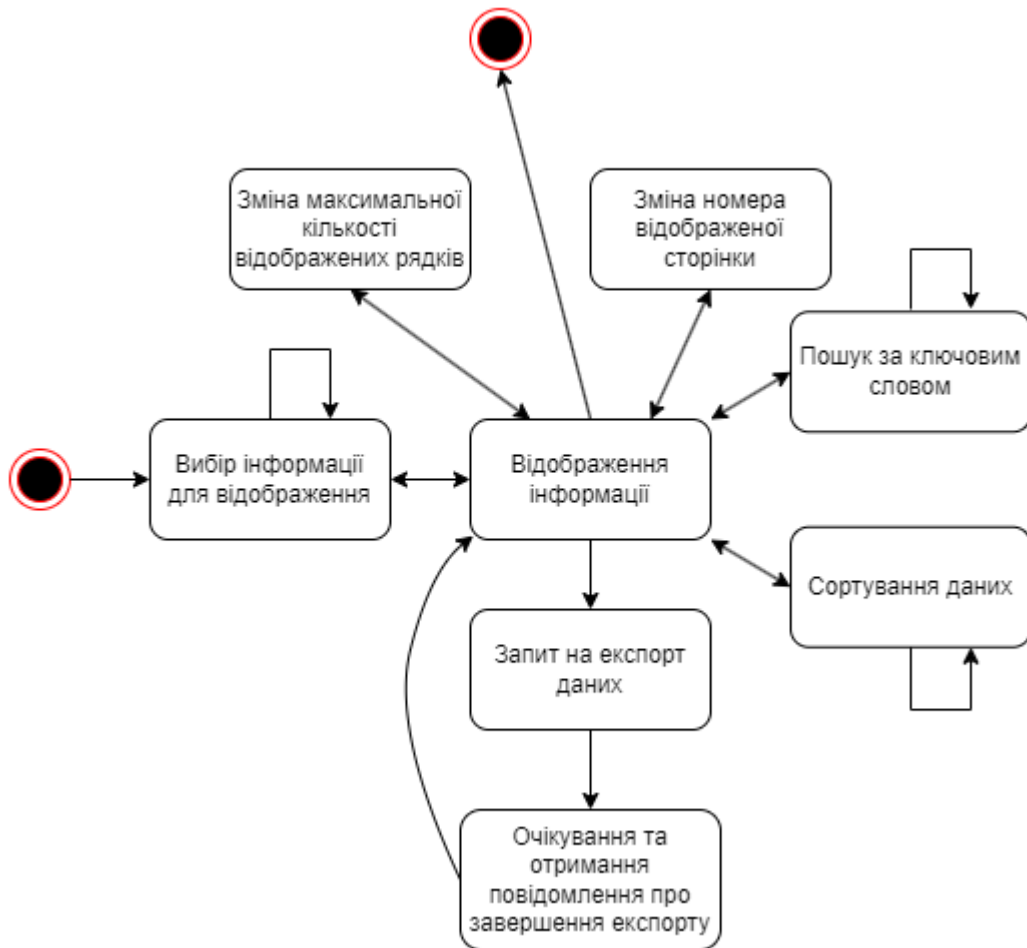 Зміна максимальної
кількості
відображених рядків
Зміна номера
відображеної
сторінки
Пошук за ключовим
словом
Вибір інформації
для відображення
Відображення
інформації
Сортування даних
Запит на експорт
даних
Очікування та
отримання
повідомлення про
завершення експорту